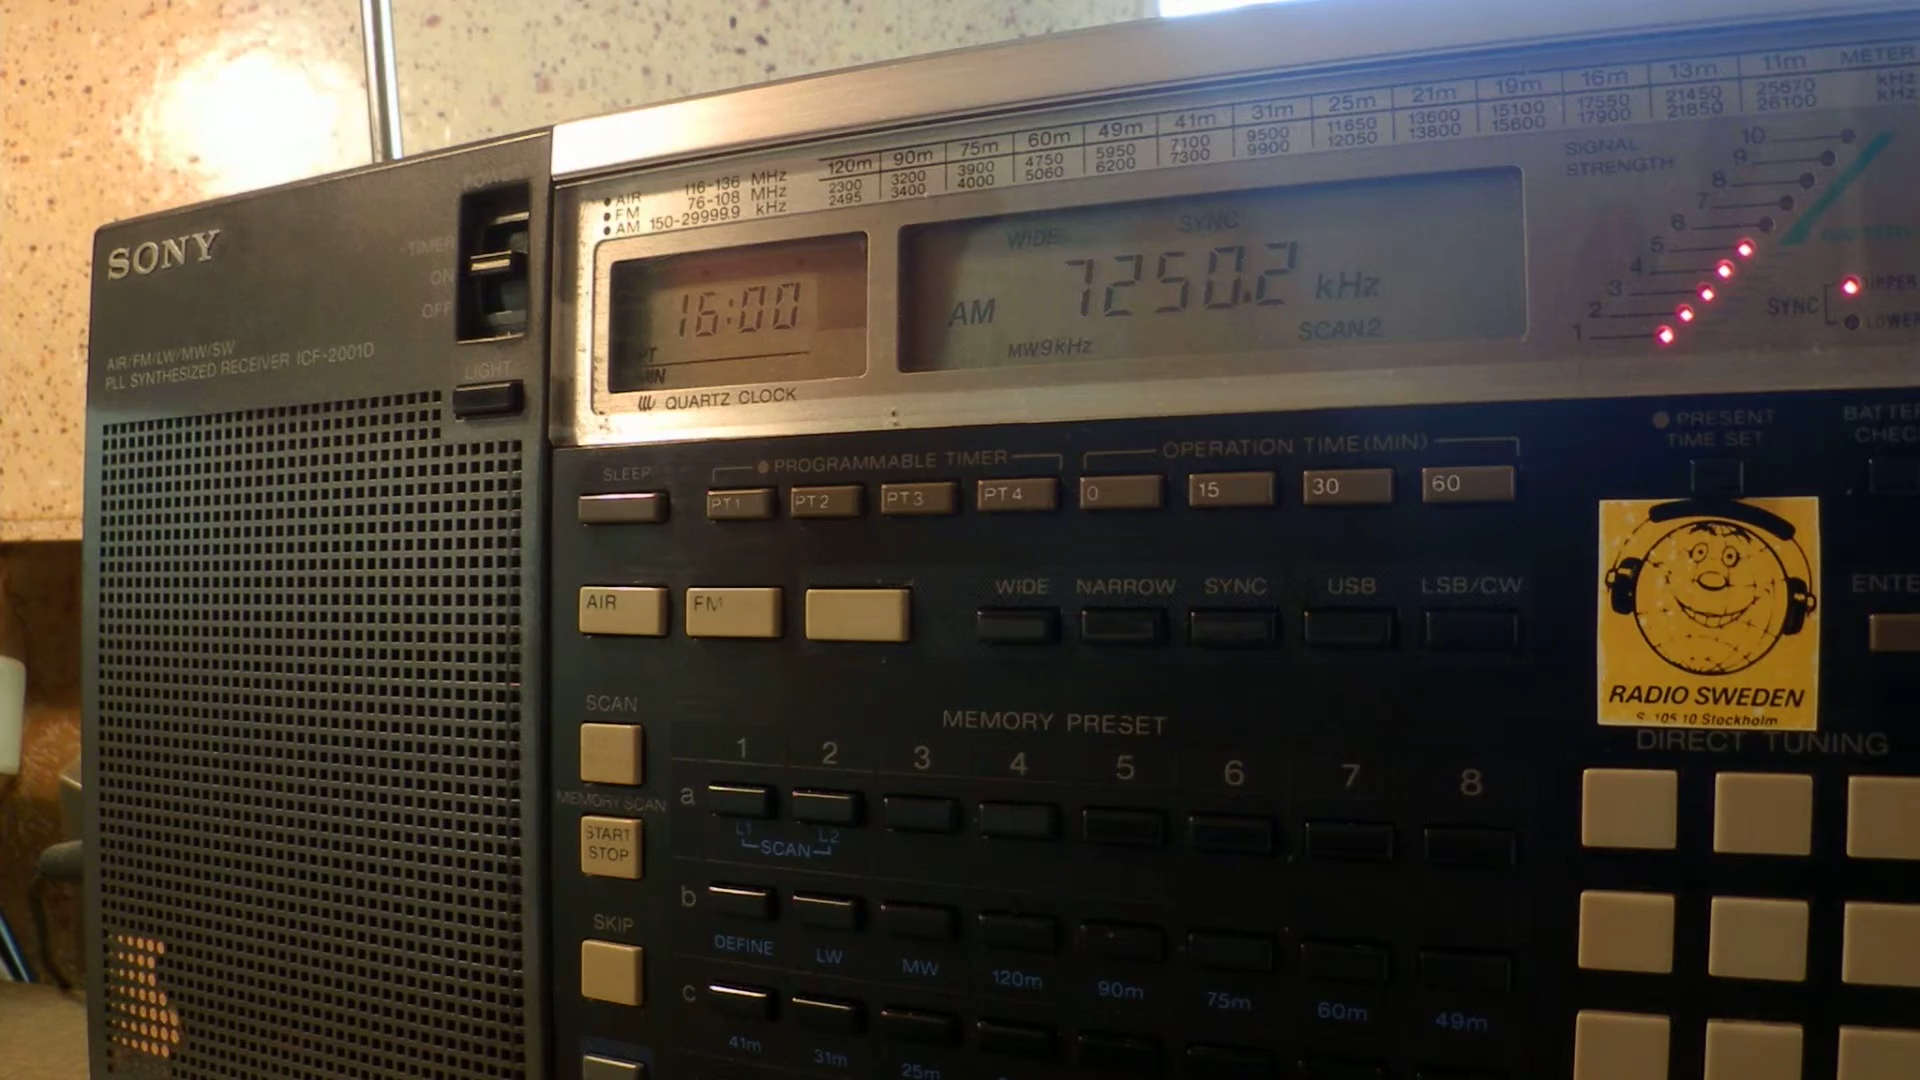 SONY
TIMER
ON
OFF
AIR/FM/LW/MW/SW
PLL SYNTHESIZED RECEIVER ICF-2001D
LIGHT
120m 90m 75m 60m 49m 41m 31m 25m 21m 19m 16m 13m 11m METER
2300 3200 3900 4750 5950 7100 9500 11650 13600 15100 17550 21450 25670 kHz
2495 3400 4000 5060 6200 7300 9900 12050 13800 15600 17900 21850 26100 kHz
AIR 116-136 MHz
FM 76-108 MHz
AM 150-29999.9 kHz
16:00
QUARTZ CLOCK
WIDE SYNC
AM 7250.2 kHz
MW9kHz SCAN2
SIGNAL
STRENGTH
10
9
8
7
6
5
4
3
2
1
SYNC
UPPER
LOWER
SLEEP
PROGRAMMABLE TIMER
OPERATION TIME(MIN)
PT1 PT2 PT3 PT4 0 15 30 60
PRESENT
TIME SET
AIR FM
WIDE NARROW SYNC USB LSB/CW
RADIO SWEDEN
S-105 10 Stockholm
DIRECT TUNING
SCAN
MEMORY SCAN
START
STOP
SKIP
MEMORY PRESET
1 2 3 4 5 6 7 8
a
L1 L2
SCAN
b
DEFINE LW MW 120m 90m 75m 60m 49m
c
41m 31m 25m